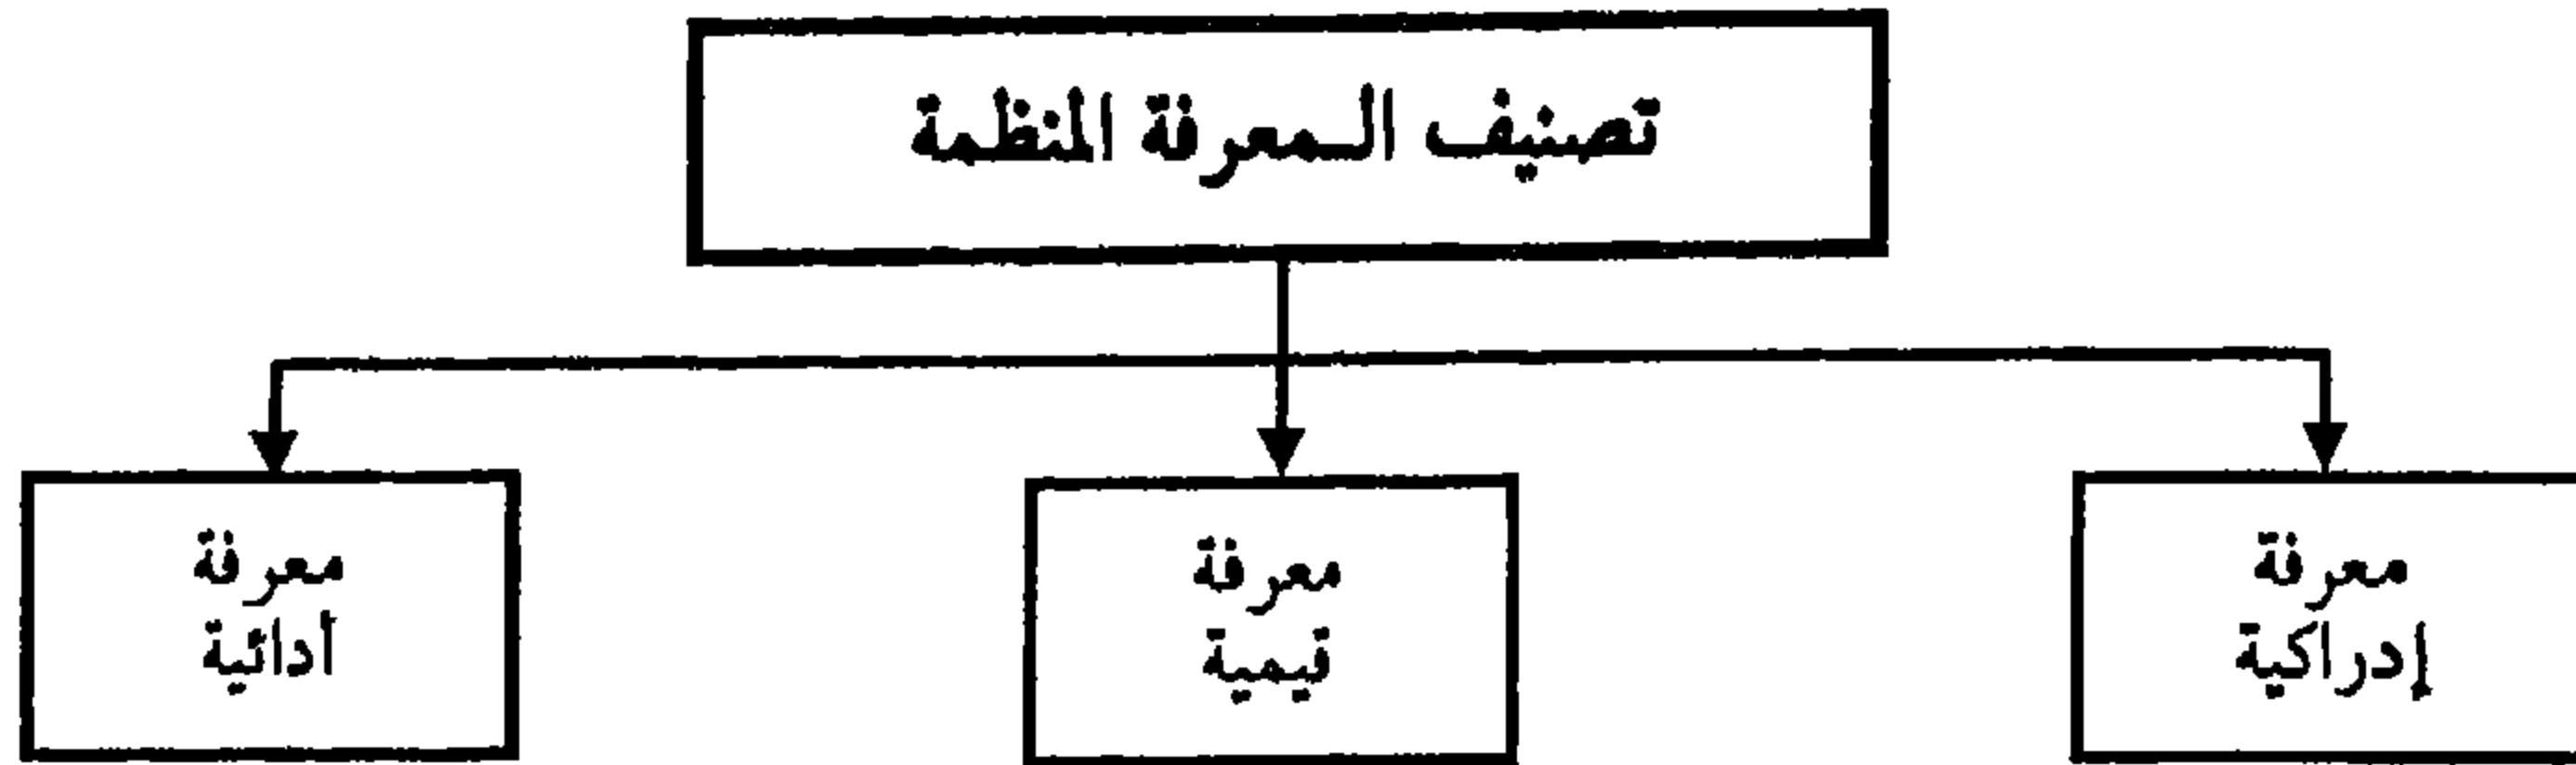 تصنيف المعرفة المنظمة
معرفة
إدراكية
معرفة
قيمية
معرفة
أدائية